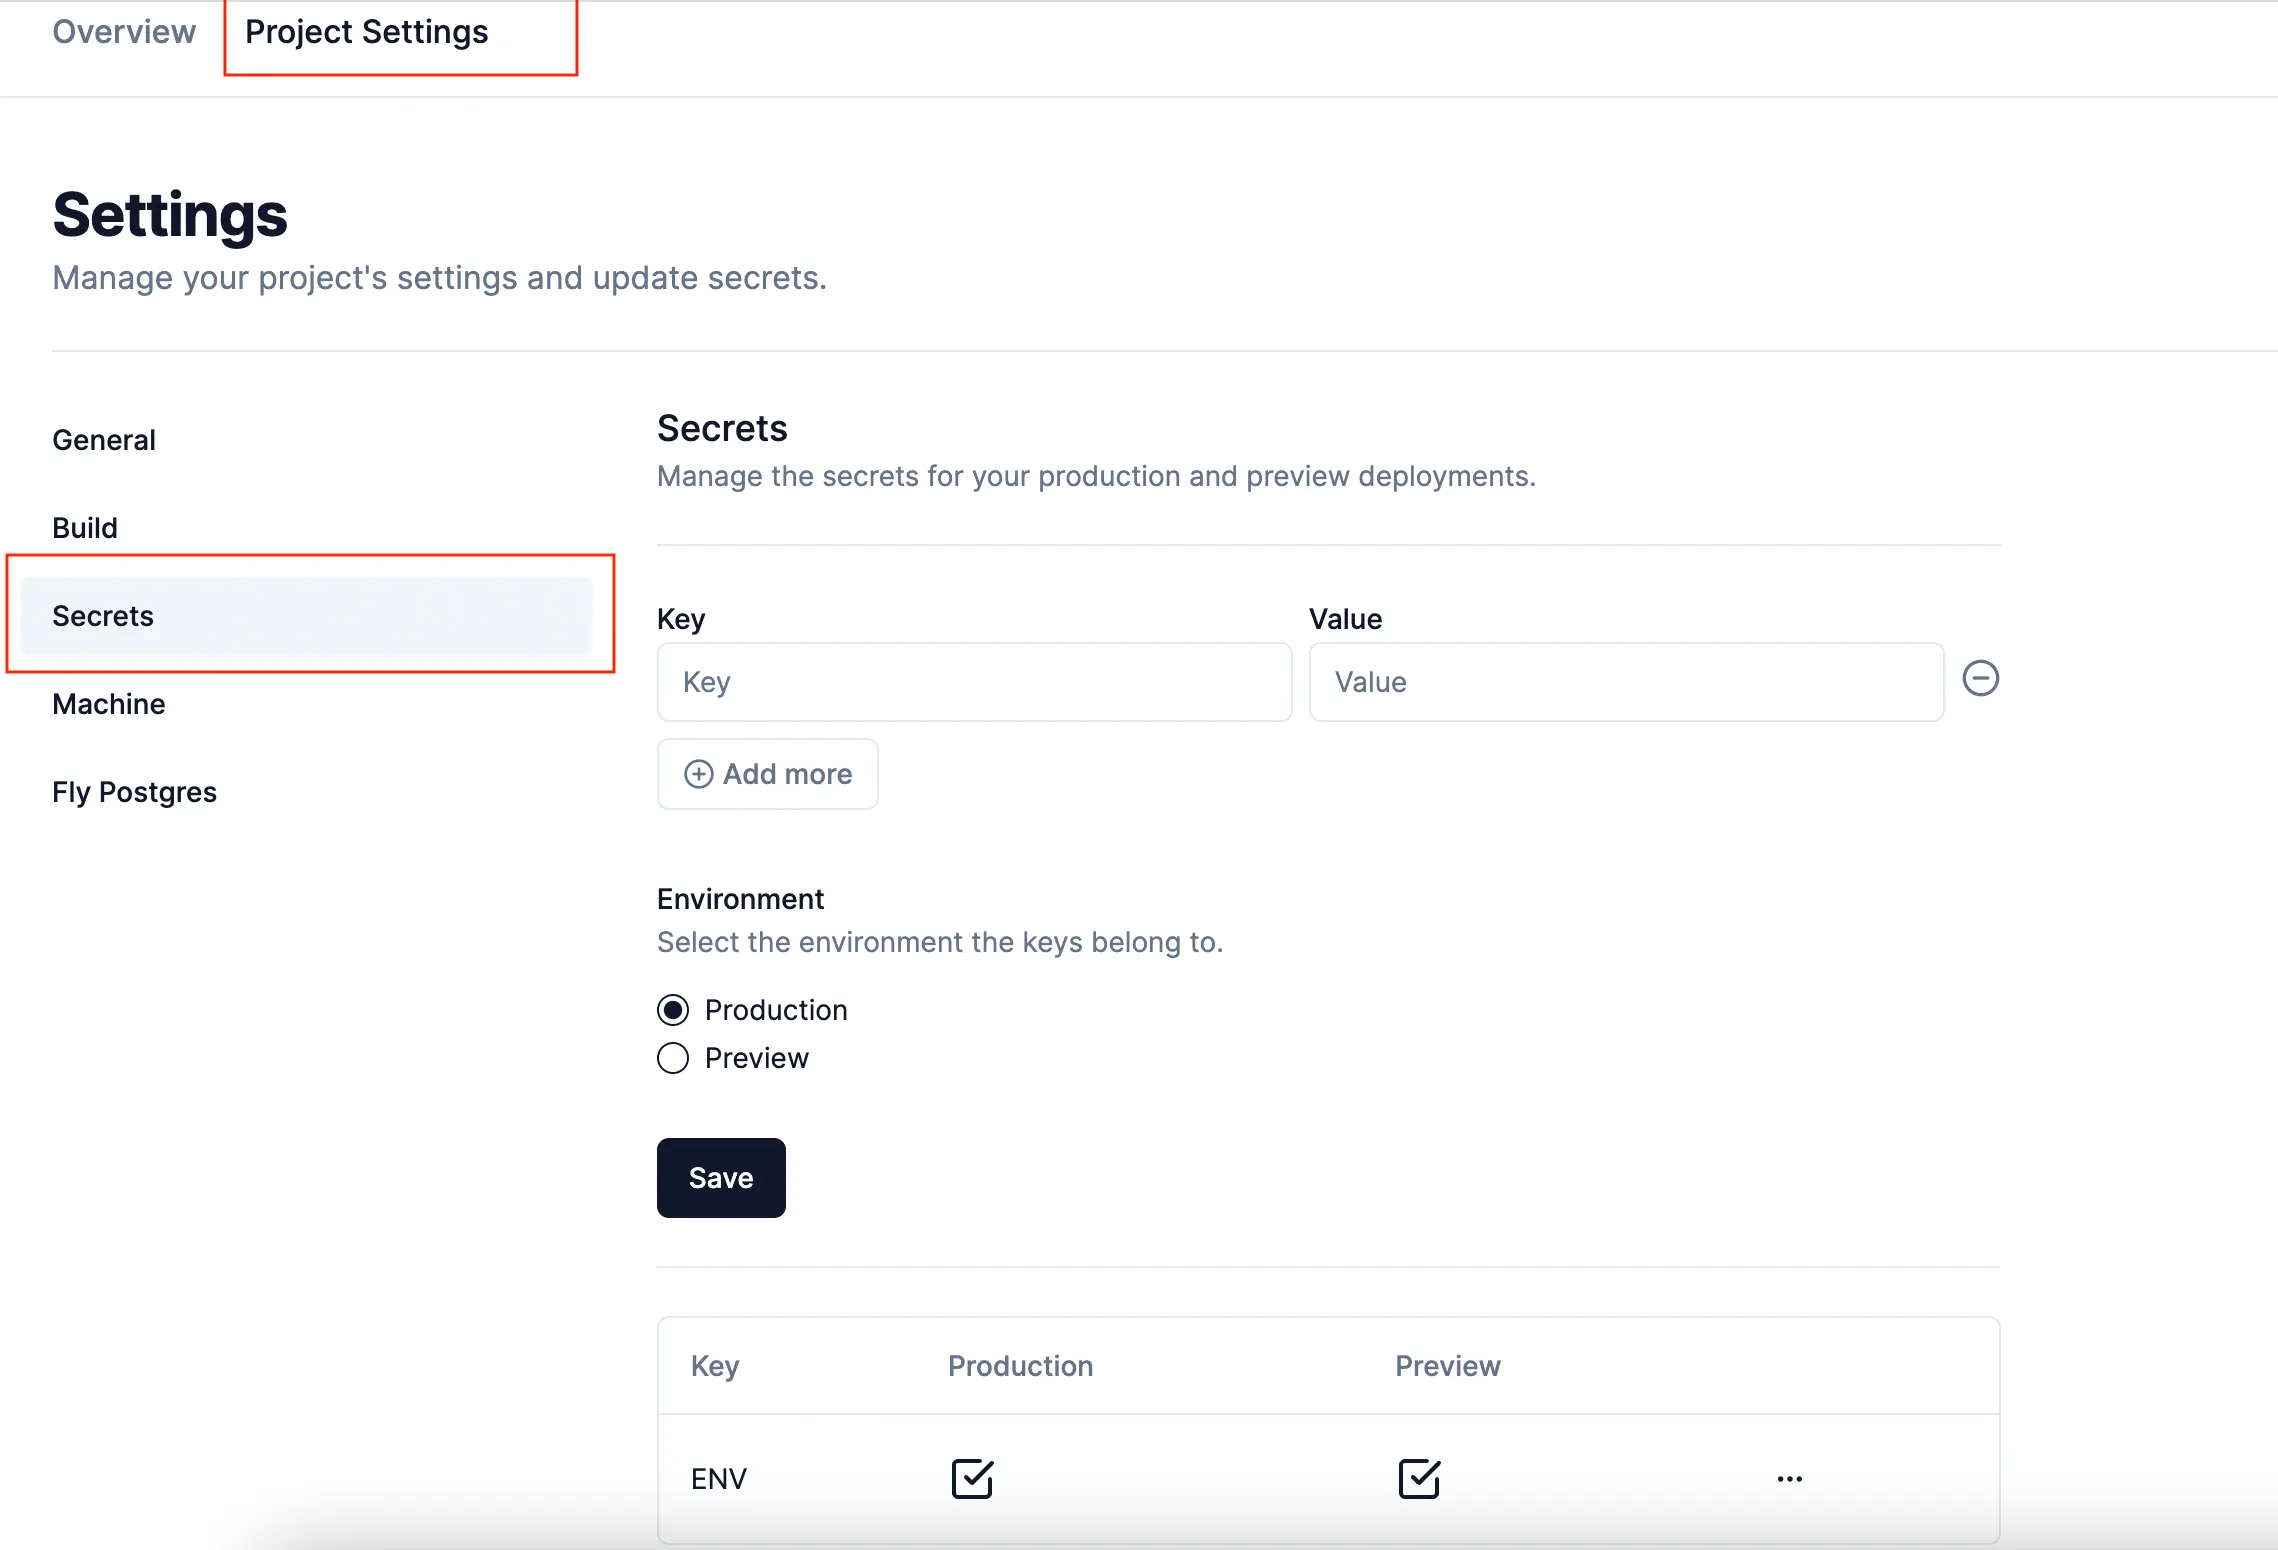 Overview Project Settings
Settings
Manage your project's settings and update secrets.
General
Build
Secrets
Machine
Fly Postgres
Secrets
Manage the secrets for your production and preview deployments.
Key Value
Key Value
Add more
Environment
Select the environment the keys belong to.
Production
Preview
Save
Key Production Preview
ENV